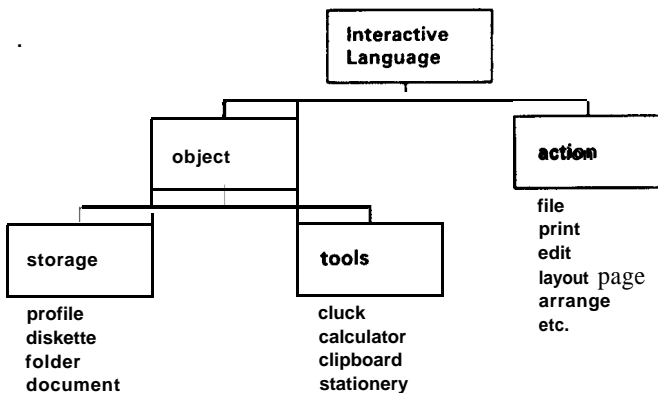 Interactive
Language
object
action
file
print
edit
layout page
arrange
etc.
storage
profile
diskette
folder
document
tools
cluck
calculator
clipboard
stationery